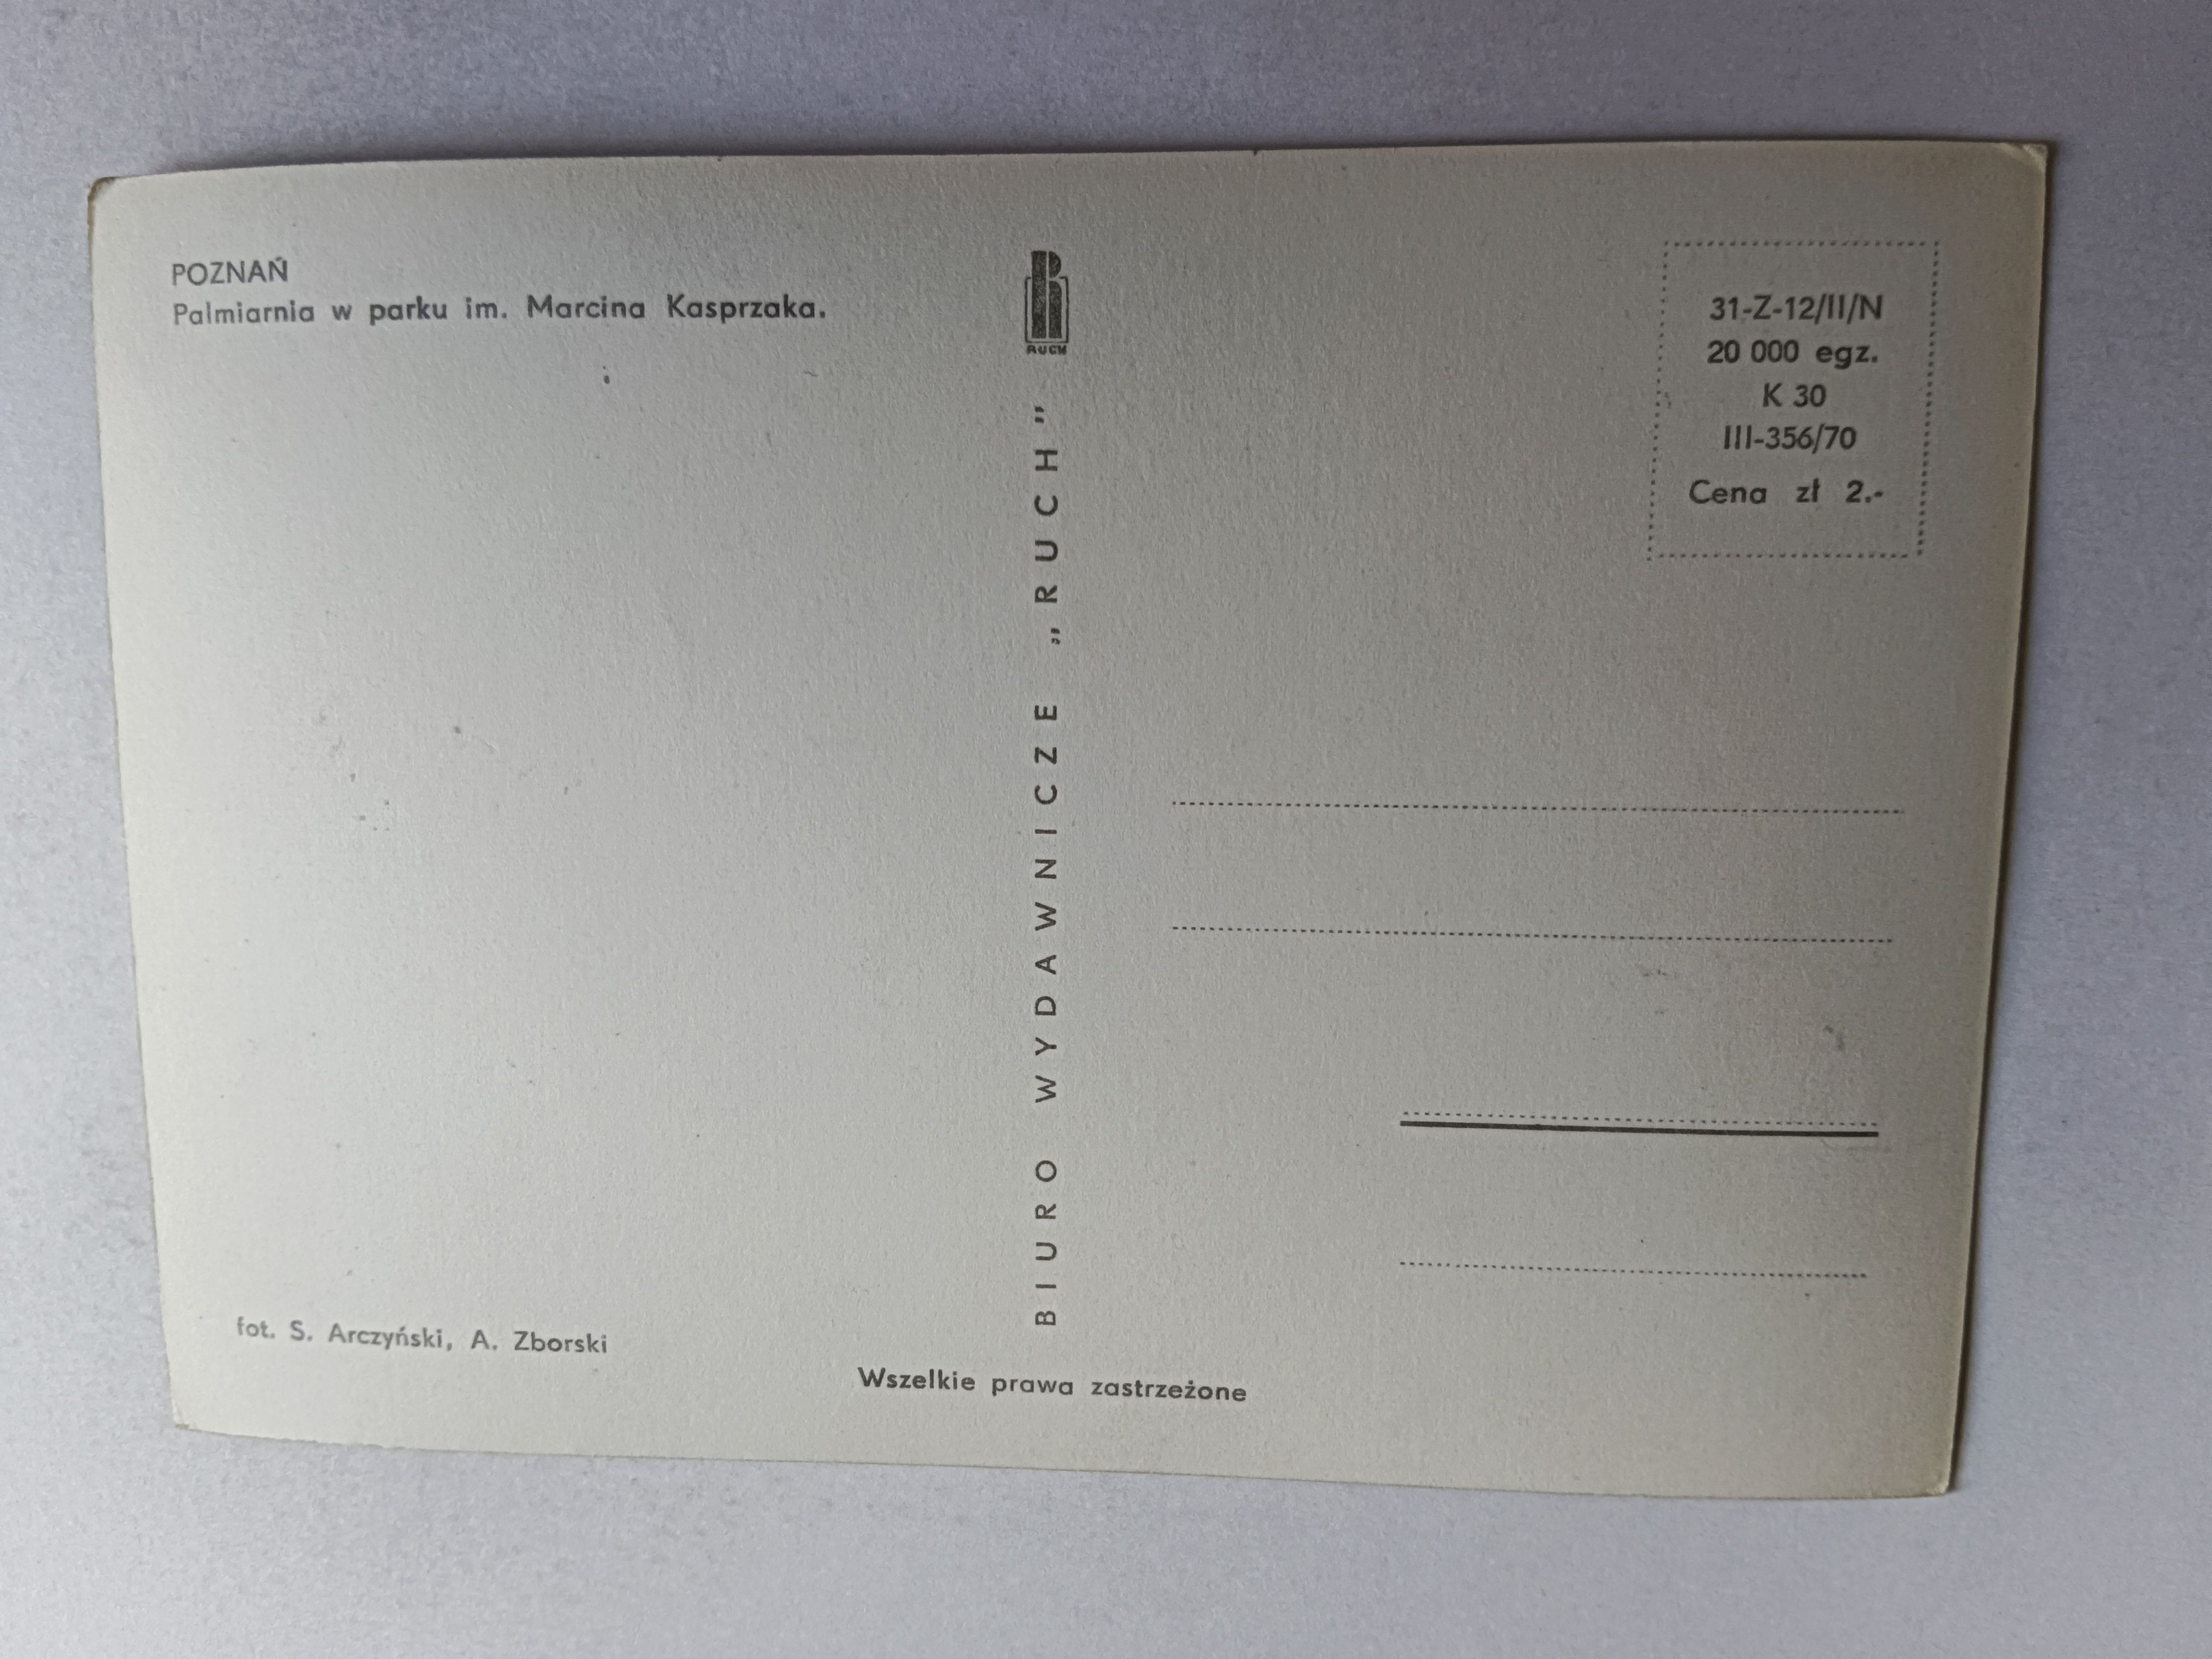 POZNAŃ
Palmiarnia w parku im. Marcina Kasprzaka.
fot. S. Arczyński, A. Zborski
RUCH
BIURO WYDAWNICZE „RUCH”
Wszelkie prawa zastrzeżone
31-Z-12/II/N
20 000 egz.
K 30
III-356/70
Cena zł 2.-